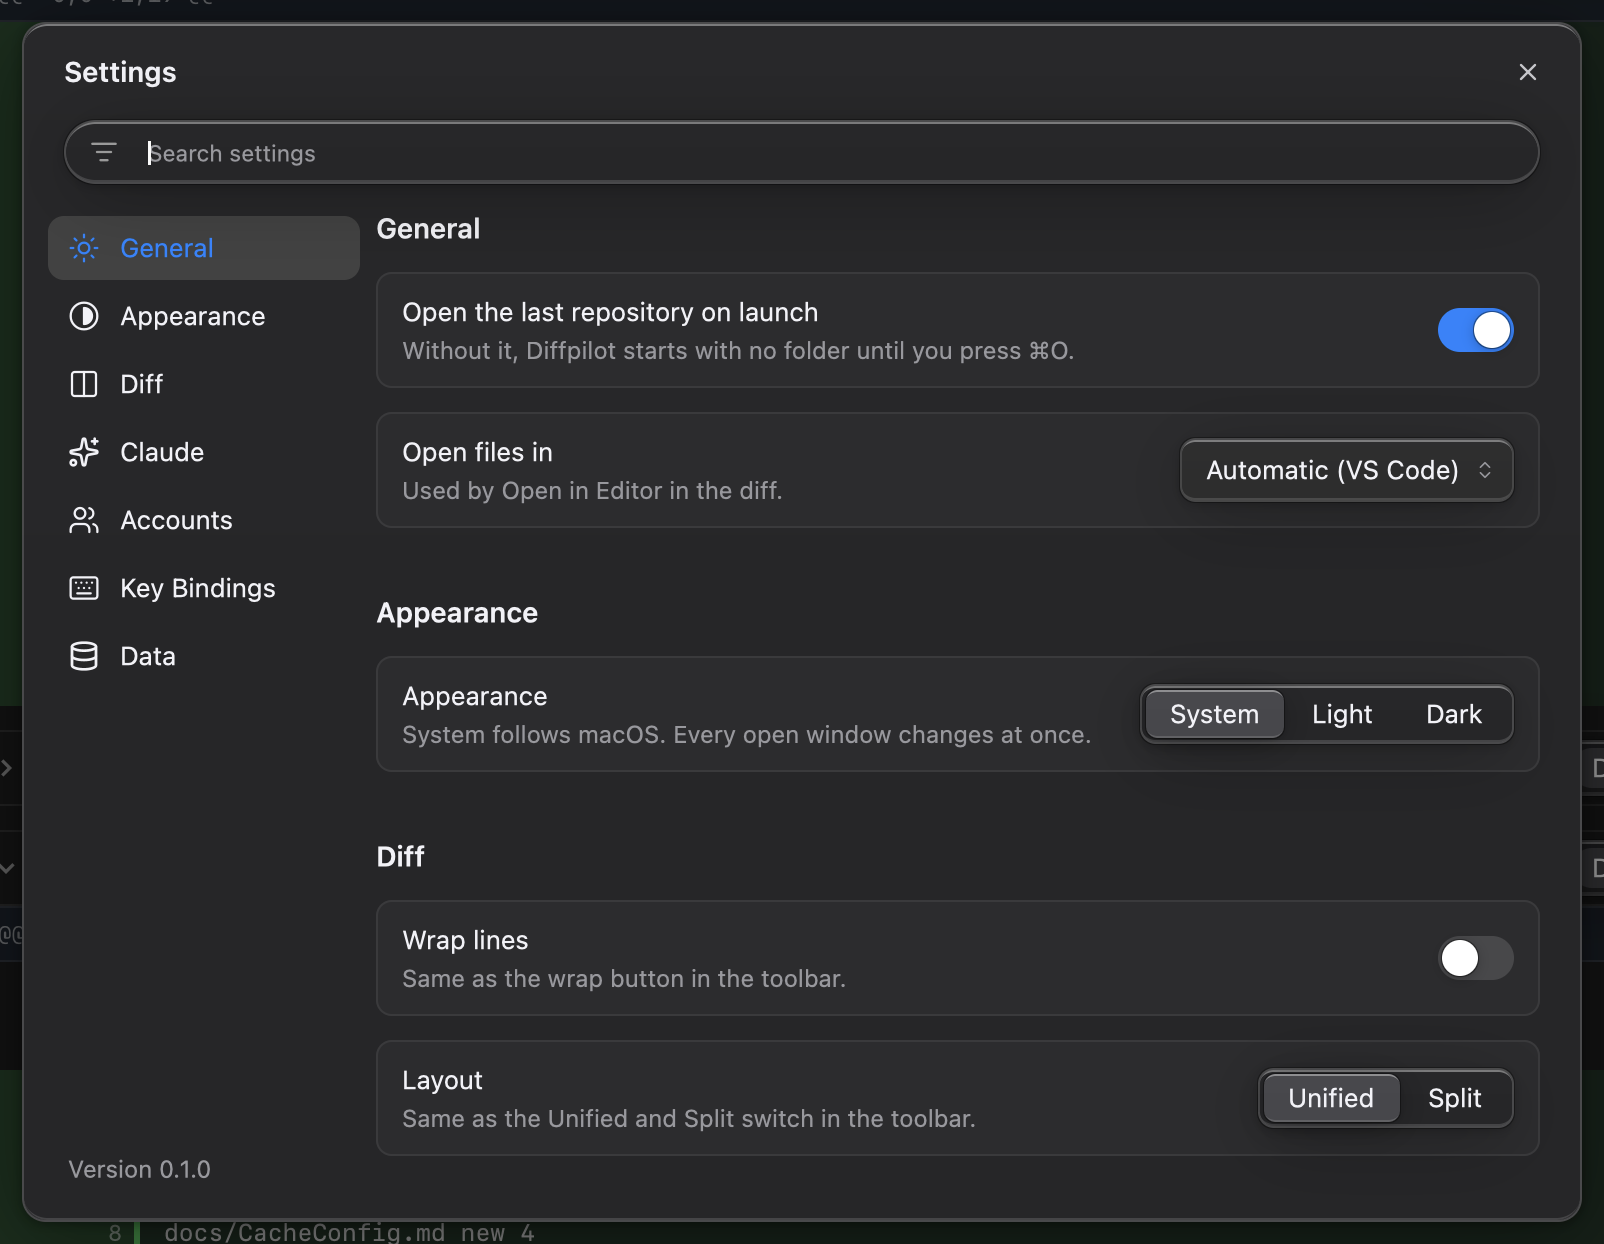 Settings
Search settings
General
Appearance
Diff
Claude
Accounts
Key Bindings
Data
Version 0.1.0
General
Open the last repository on launch
Without it, Diffpilot starts with no folder until you press ⌘O.
Open files in
Used by Open in Editor in the diff.
Automatic (VS Code)
Appearance
Appearance
System follows macOS. Every open window changes at once.
System Light Dark
Diff
Wrap lines
Same as the wrap button in the toolbar.
Layout
Same as the Unified and Split switch in the toolbar.
Unified Split
@@
8 docs/CacheConfig.md new 4